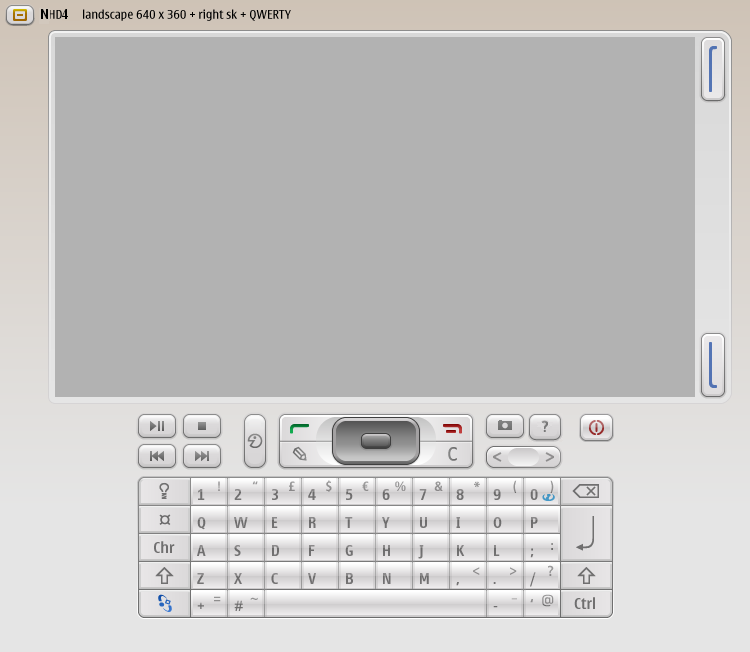 NHD4 landscape 640 x 360 + right sk + QWERTY
?
C
< >
1 ! 2 " 3 £ 4 $ 5 € 6 % 7 & 8 * 9 ( 0 )
Q W E R T Y U I O P
Chr A S D F G H J K L ; :
Z X C V B N M , < . > / ?
+ = # ~ - _ ' @ Ctrl